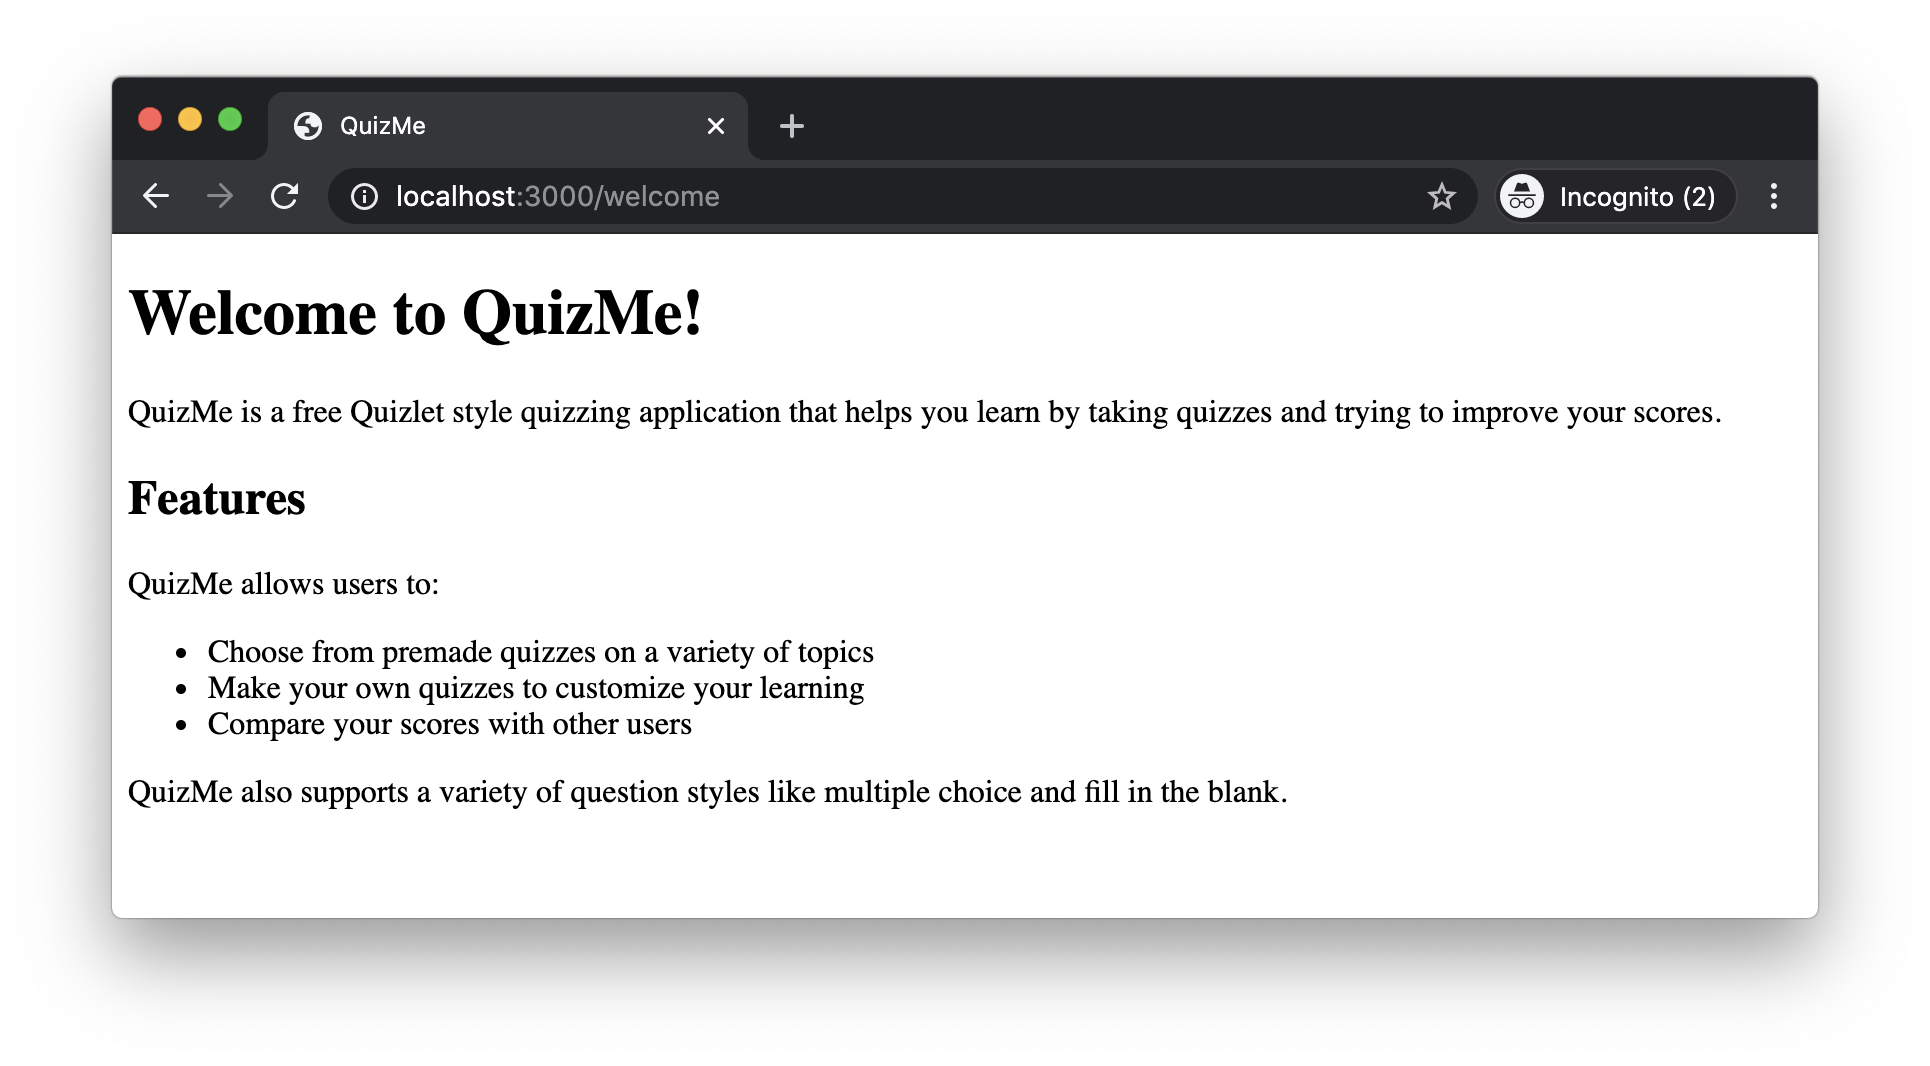 QuizMe
localhost:3000/welcome
Incognito (2)
Welcome to QuizMe!
QuizMe is a free Quizlet style quizzing application that helps you learn by taking quizzes and trying to improve your scores.
Features
QuizMe allows users to:
• Choose from premade quizzes on a variety of topics
• Make your own quizzes to customize your learning
• Compare your scores with other users
QuizMe also supports a variety of question styles like multiple choice and fill in the blank.